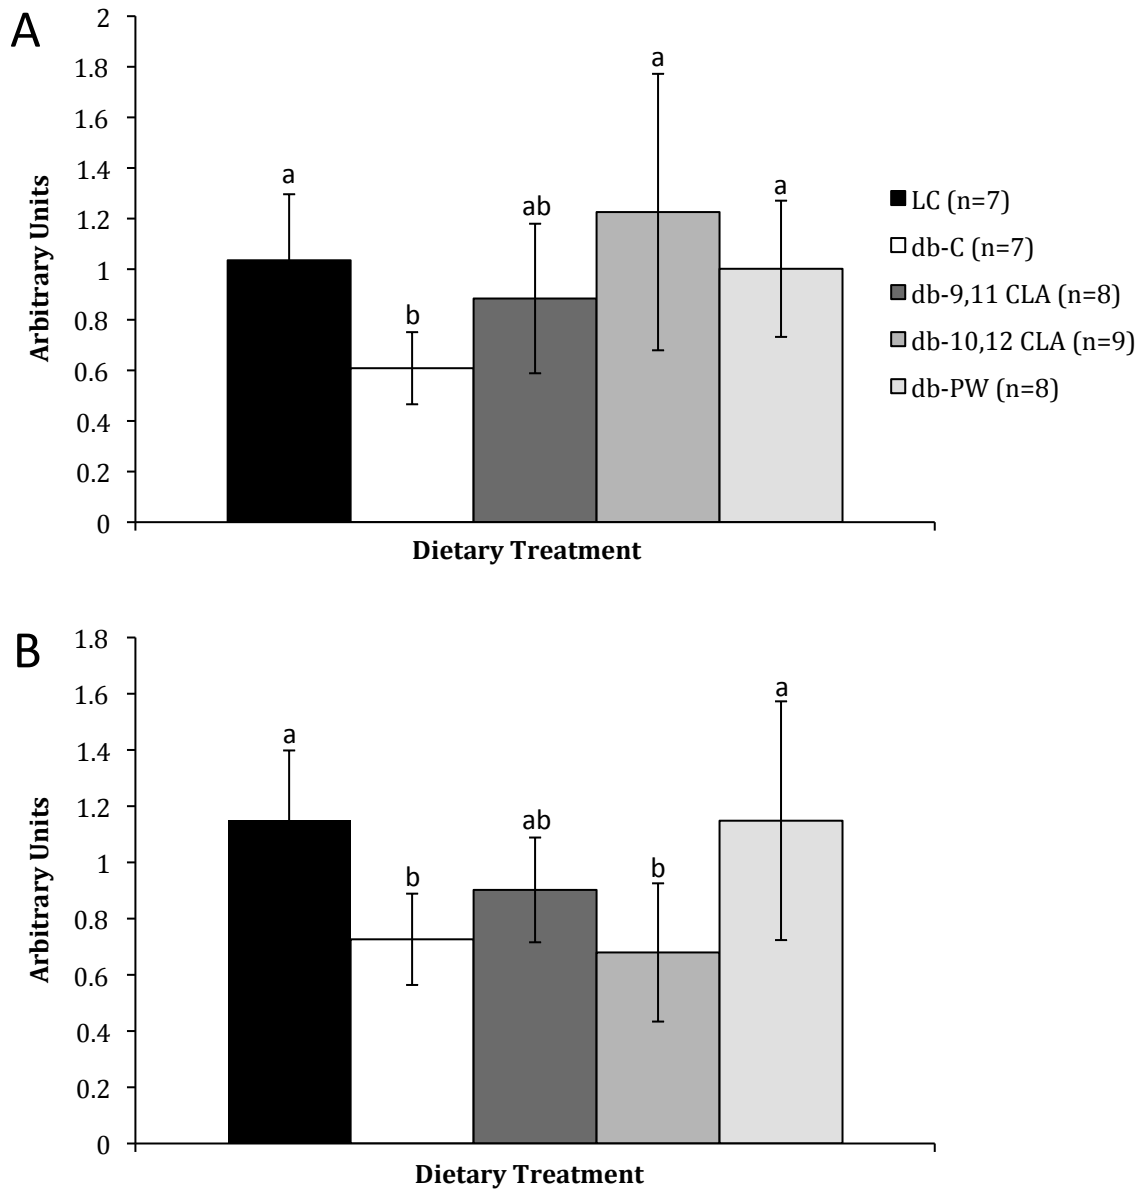 A
2
1.8
1.6
1.4
1.2
1
0.8
0.6
0.4
0.2
0
Arbitrary Units
a
b
ab
a
a
Dietary Treatment
LC (n=7)
db-C (n=7)
db-9,11 CLA (n=8)
db-10,12 CLA (n=9)
db-PW (n=8)
B
1.8
1.6
1.4
1.2
1
0.8
0.6
0.4
0.2
0
Arbitrary Units
a
b
ab
b
a
Dietary Treatment